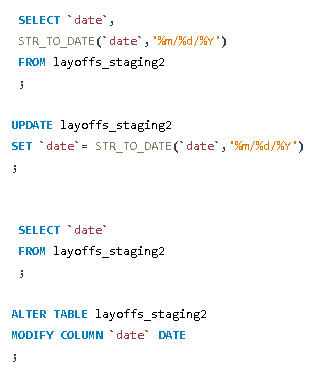 SELECT `date`,
STR_TO_DATE(`date`,'%m/%d/%Y')
FROM layoffs_staging2
;
UPDATE layoffs_staging2
SET `date`= STR_TO_DATE(`date`,'%m/%d/%Y')
;
SELECT `date`
FROM layoffs_staging2
;
ALTER TABLE layoffs_staging2
MODIFY COLUMN `date` DATE
;